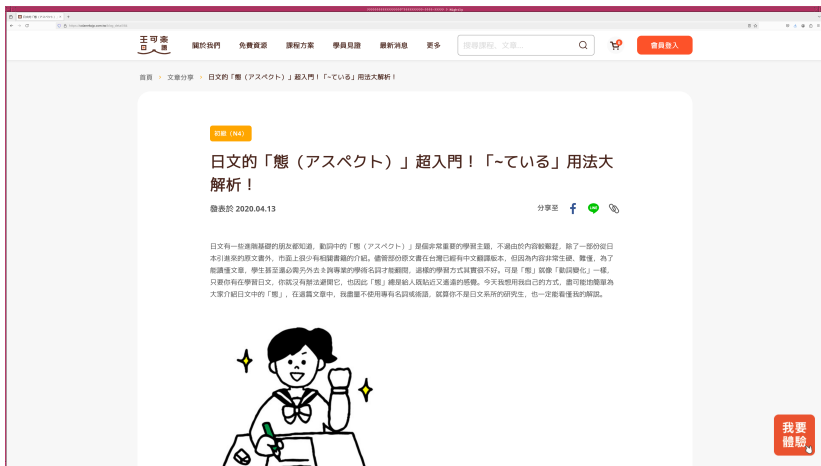 王可樂
日語
關於我們 免費資源 課程方案 學員見證 最新消息 更多 搜尋課程、文章... 會員登入
首頁 文章分享 日文的「態（アスペクト）」超入門！「~ている」用法大解析！
初級（N4）
日文的「態（アスペクト）」超入門！「~ている」用法大
解析！
發表於 2020.04.13 分享至
日文有一些進階基礎的朋友都知道，動詞中的「態（アスペクト）」是個非常重要的學習主題，不過由於內容較艱澀，除了一部份從日
本引進來的原文書外，市面上很少有相關書籍的介紹。儘管部份原文書在台灣已經有中文翻譯版本，但因為內容非常生硬、難懂，為了
能讀懂文章，學生甚至還必需另外去查詢專業的學術名詞才能翻閱，這樣的學習方式其實很不好。可是「態」就像「動詞變化」一樣，
只要你有在學習日文，你就沒有辦法避開它，也因此「態」總是給人既貼近又遙遠的感覺。今天我想用我自己的方式，盡可能地簡單為
大家介紹日文中的「態」，在這篇文章中，我盡量不使用專有名詞或術語，就算你不是日文系所的研究生，也一定能看懂我的解說。
我要
體驗